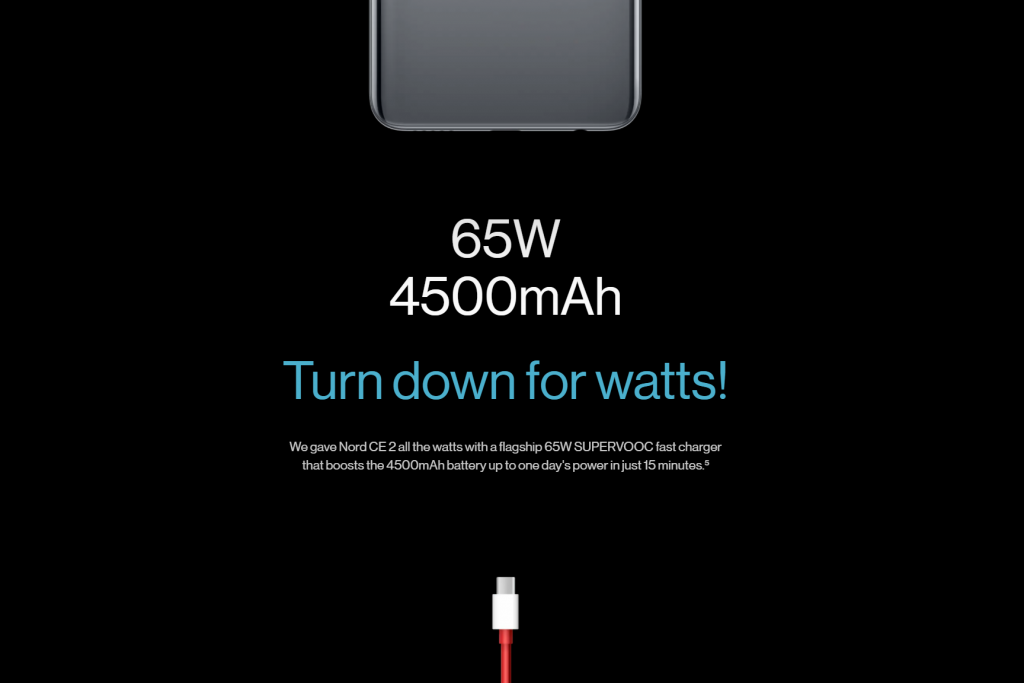 65W
4500mAh
Turn down for watts!
We gave Nord CE 2 all the watts with a flagship 65W SUPERVOOC fast charger
that boosts the 4500mAh battery up to one day's power in just 15 minutes.⁵